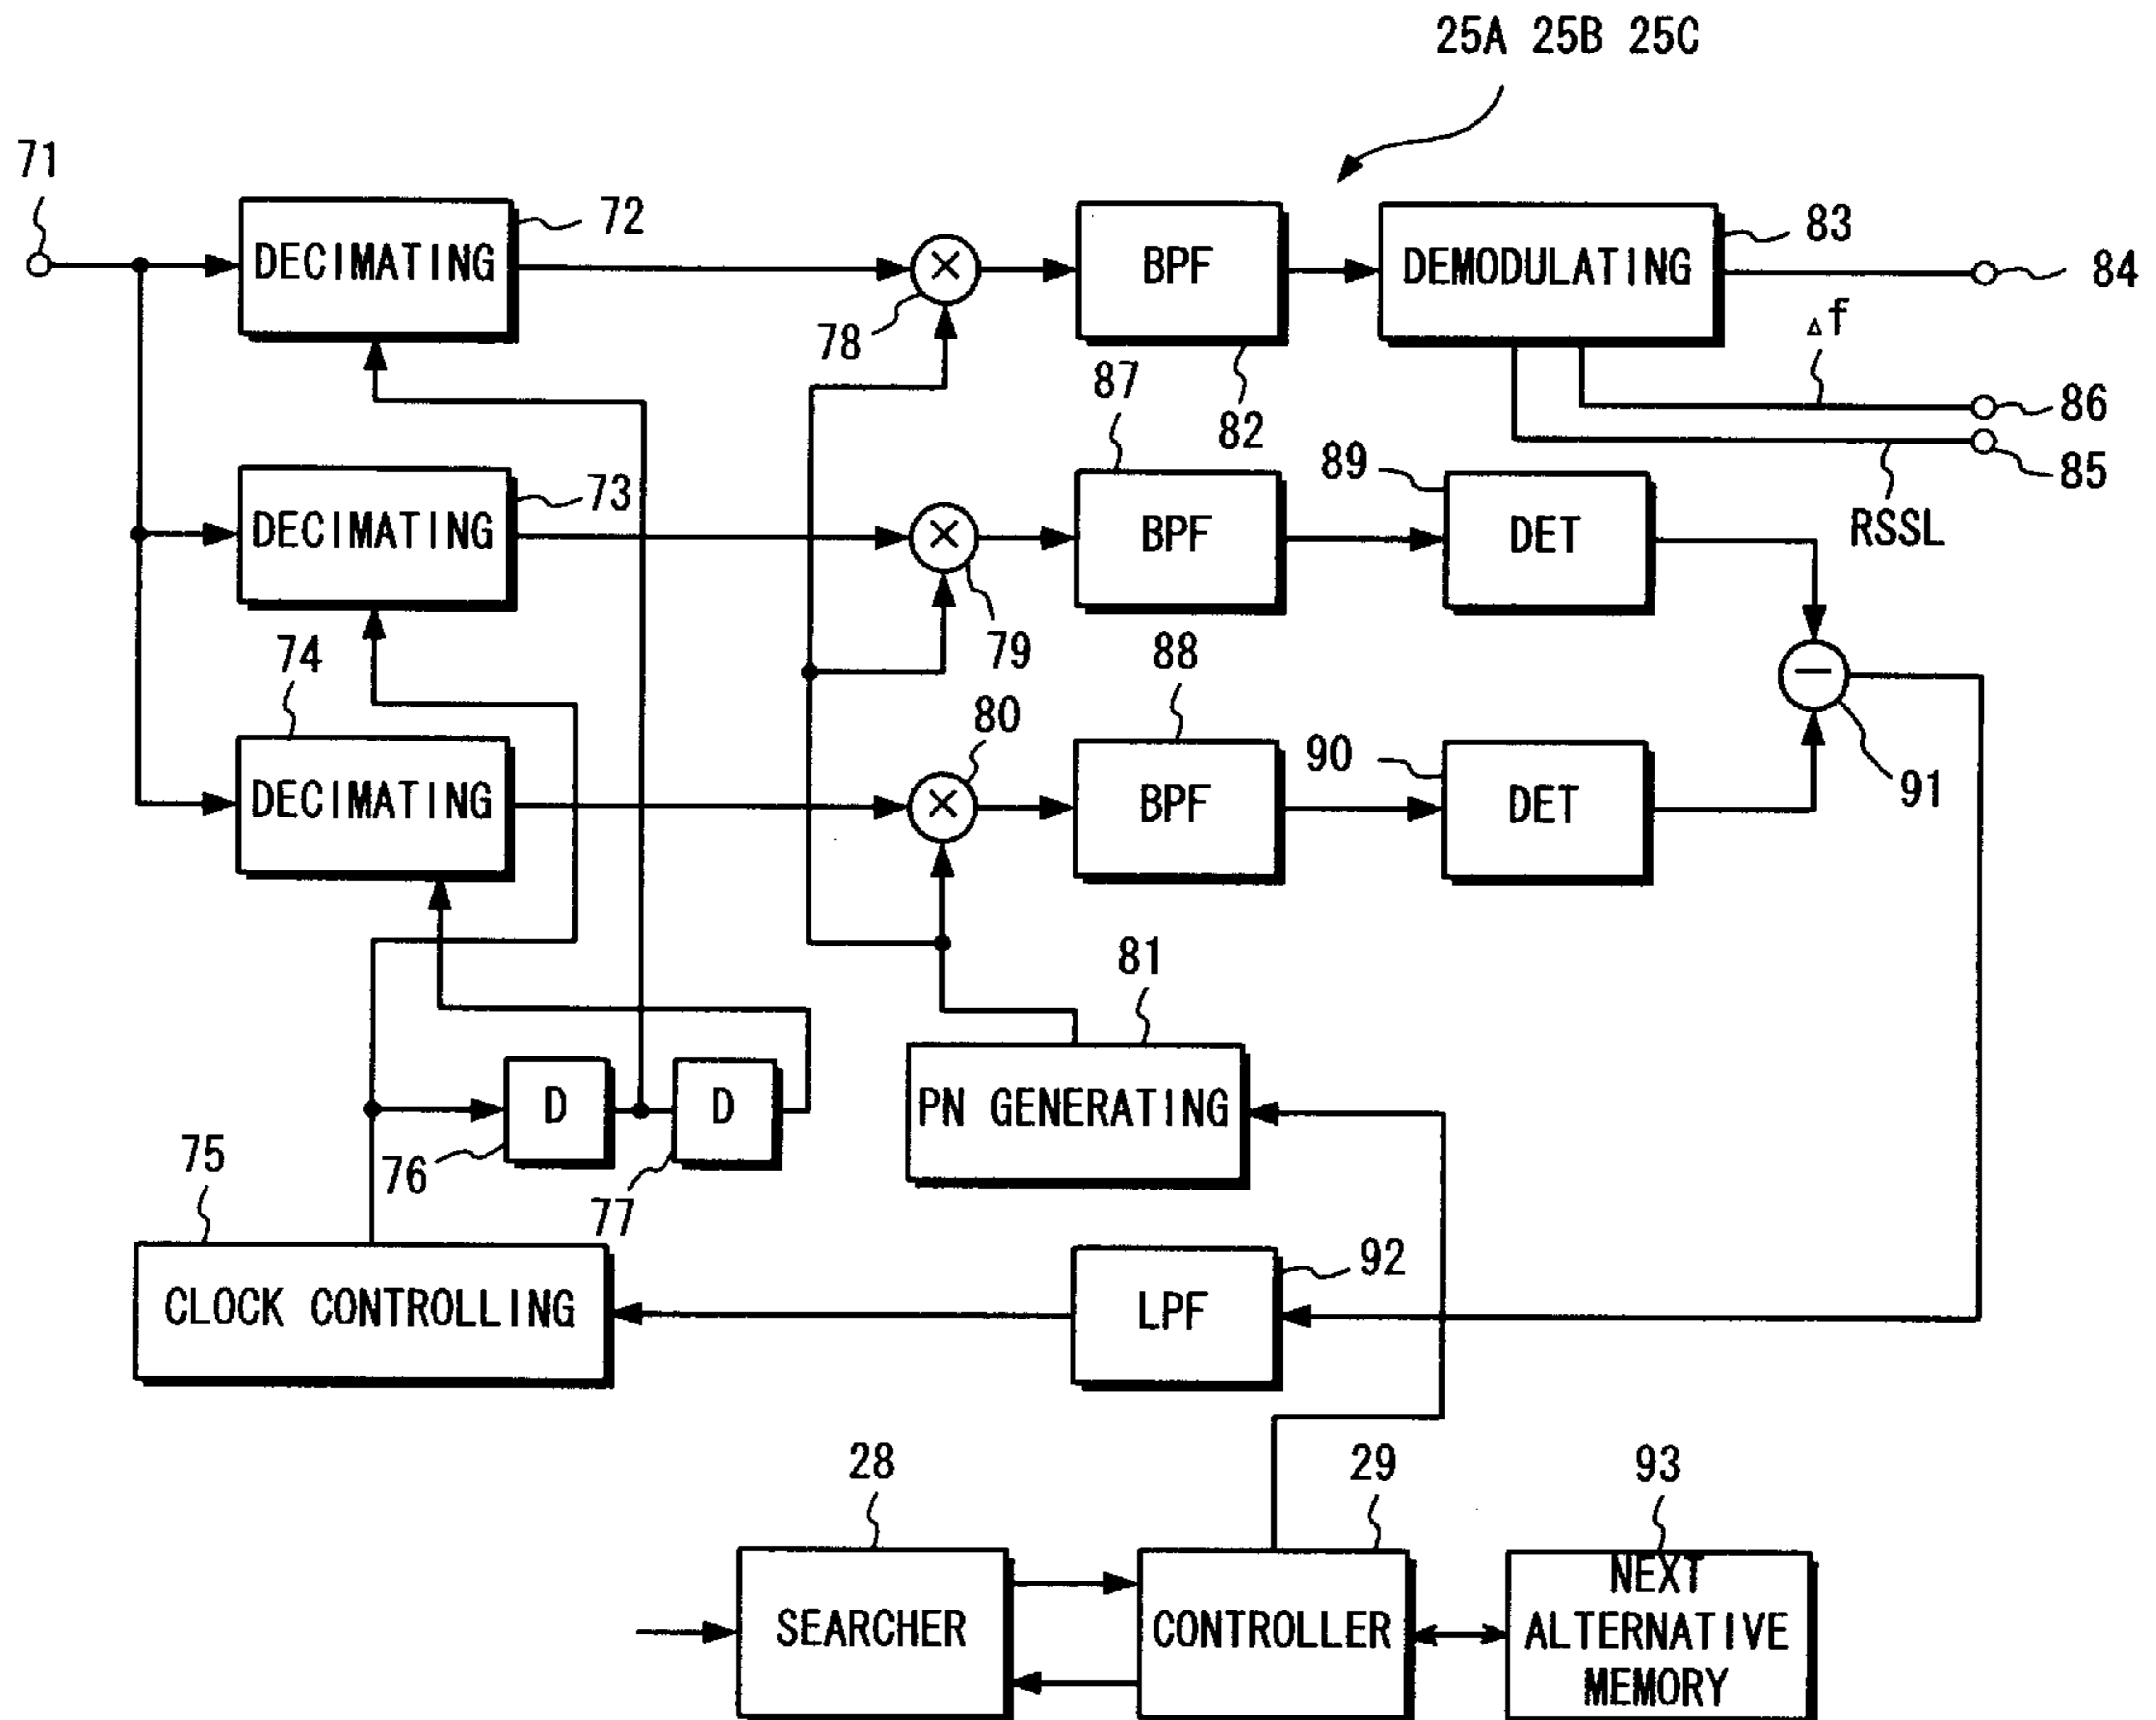 25A 25B 25C
71
DECIMATING
72
78
BPF
82
DEMODULATING
83
84
Δf
86
85
RSSL
DECIMATING
73
79
87
BPF
89
DET
74
DECIMATING
80
88
BPF
90
DET
91
81
PN GENERATING
D
76
D
77
75
CLOCK CONTROLLING
LPF
92
28
SEARCHER
29
CONTROLLER
93
NEXT
ALTERNATIVE
MEMORY